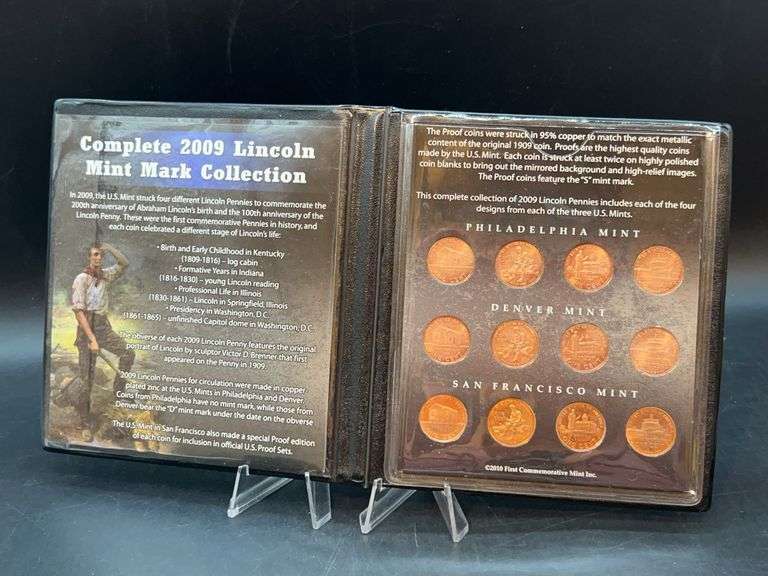 Complete 2009 Lincoln
Mint Mark Collection
In 2009, the U.S. Mint struck four different Lincoln Pennies to commemorate the
200th anniversary of Abraham Lincoln's birth and the 100th anniversary of the
Lincoln Penny. These were the first commemorative Pennies in history, and
each coin celebrated a different stage of Lincoln's life:
• Birth and Early Childhood in Kentucky
(1809-1816) – log cabin
• Formative Years in Indiana
(1816-1830) – young Lincoln reading
• Professional Life in Illinois
(1830-1861) – Lincoln in Springfield, Illinois
• Presidency in Washington, D.C.
(1861-1865) – unfinished Capitol dome in Washington, D.C.
The obverse of each 2009 Lincoln Penny features the original
portrait of Lincoln by sculptor Victor D. Brenner that first
appeared on the Penny in 1909.
2009 Lincoln Pennies for circulation were made in copper
plated zinc at the U.S. Mints in Philadelphia and Denver.
Coins from Philadelphia have no mint mark, while those from
Denver bear the "D" mint mark under the date on the obverse
The U.S. Mint in San Francisco also made a special Proof edition
of each coin for inclusion in official U.S. Proof Sets.
The Proof coins were struck in 95% copper to match the exact metallic
content of the original 1909 coin. Proofs are the highest quality coins
made by the U.S. Mint. Each coin is struck at least twice on highly polished
coin blanks to bring out the mirrored background and high-relief images.
The Proof coins feature the "S" mint mark.
This complete collection of 2009 Lincoln Pennies includes each of the four
designs from each of the three U.S. Mints.
PHILADELPHIA MINT
DENVER MINT
SAN FRANCISCO MINT
©2010 First Commemorative Mint Inc.